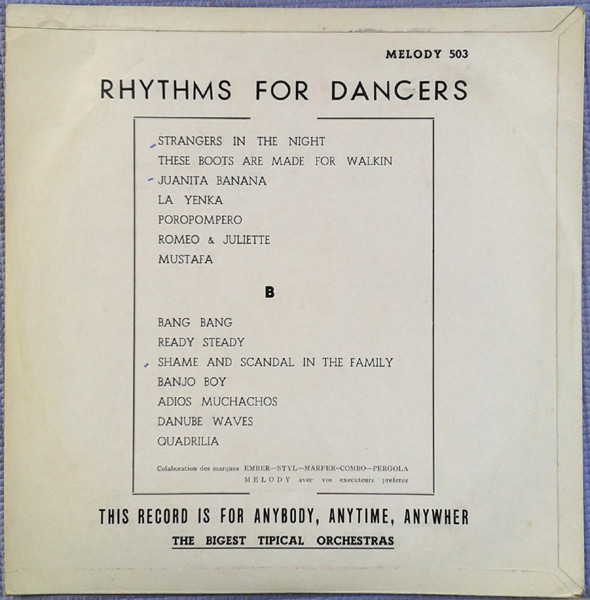 MELODY 503
RHYTHMS FOR DANCERS
STRANGERS IN THE NIGHT
THESE BOOTS ARE MADE FOR WALKIN
JUANITA BANANA
LA YENKA
POROPOMPERO
ROMEO & JULIETTE
MUSTAFA
B
BANG BANG
READY STEADY
SHAME AND SCANDAL IN THE FAMILY
BANJO BOY
ADIOS MUCHACHOS
DANUBE WAVES
QUADRILIA
Colaboration des marques EMBER—STYL—MARFER—COMBO—PERGOLA
MELODY avec vos executeurs preferes
THIS RECORD IS FOR ANYBODY, ANYTIME, ANYWHER
THE BIGEST TIPICAL ORCHESTRAS